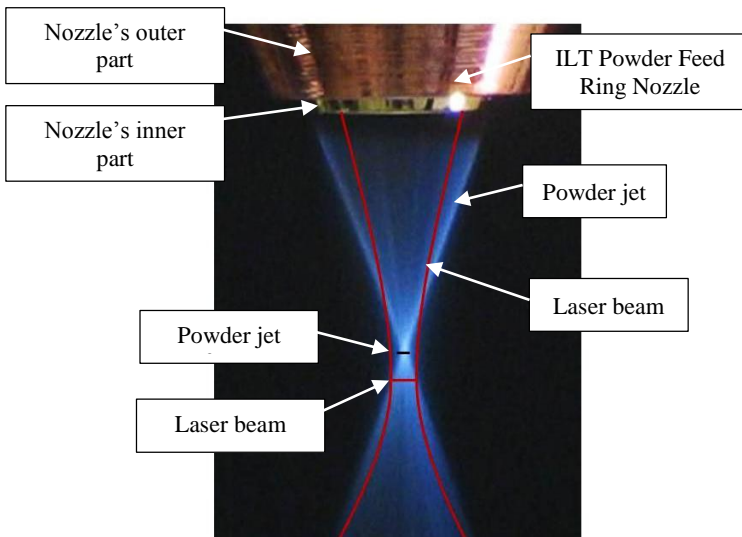 Nozzle's outer
part
ILT Powder Feed
Ring Nozzle
Nozzle's inner
part
Powder jet
Laser beam
Powder jet
Laser beam